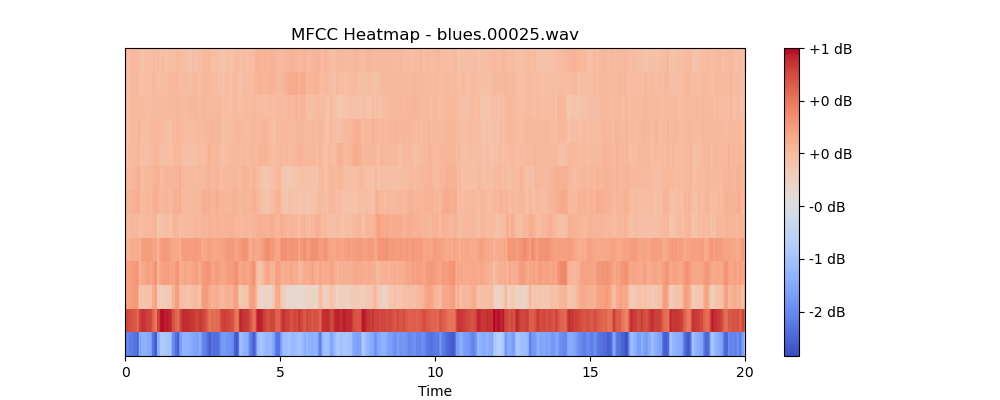 MFCC Heatmap - blues.00025.wav
+1 dB
+0 dB
+0 dB
-0 dB
-1 dB
-2 dB
0 5 10 15 20
Time